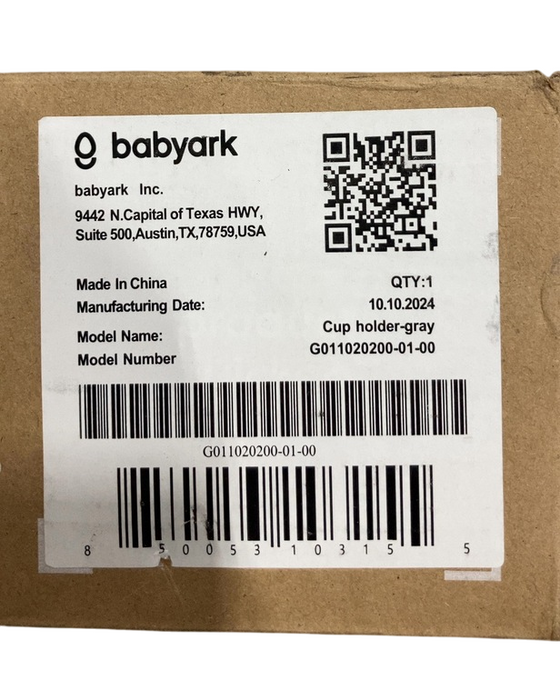 babyark
babyark Inc.
9442 N.Capital of Texas HWY,
Suite 500,Austin,TX,78759,USA
Made In China QTY:1
Manufacturing Date: 10.10.2024
Model Name: Cup holder-gray
Model Number G011020200-01-00
G011020200-01-00
8 50053 10315 5